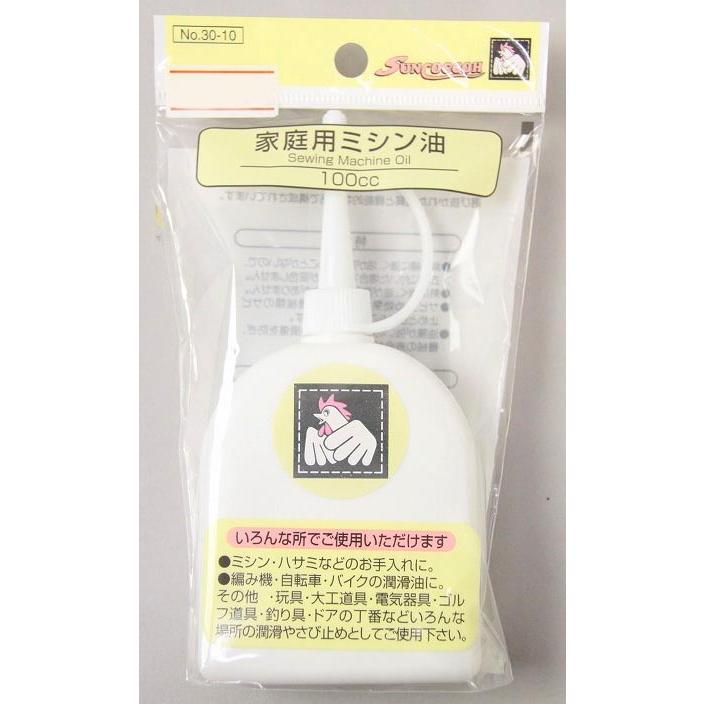 No.30-10
SUNCOCCOH
家庭用ミシン油
Sewing Machine Oil
100cc
いろんな所でご使用いただけます
●ミシン・ハサミなどのお手入れに。
●編み機・自転車・バイクの潤滑油に。
その他 ・玩具・大工道具・電気器具・ゴル
フ道具・釣り具・ドアの丁番などいろんな
場所の潤滑やさび止めとしてご使用下さい。